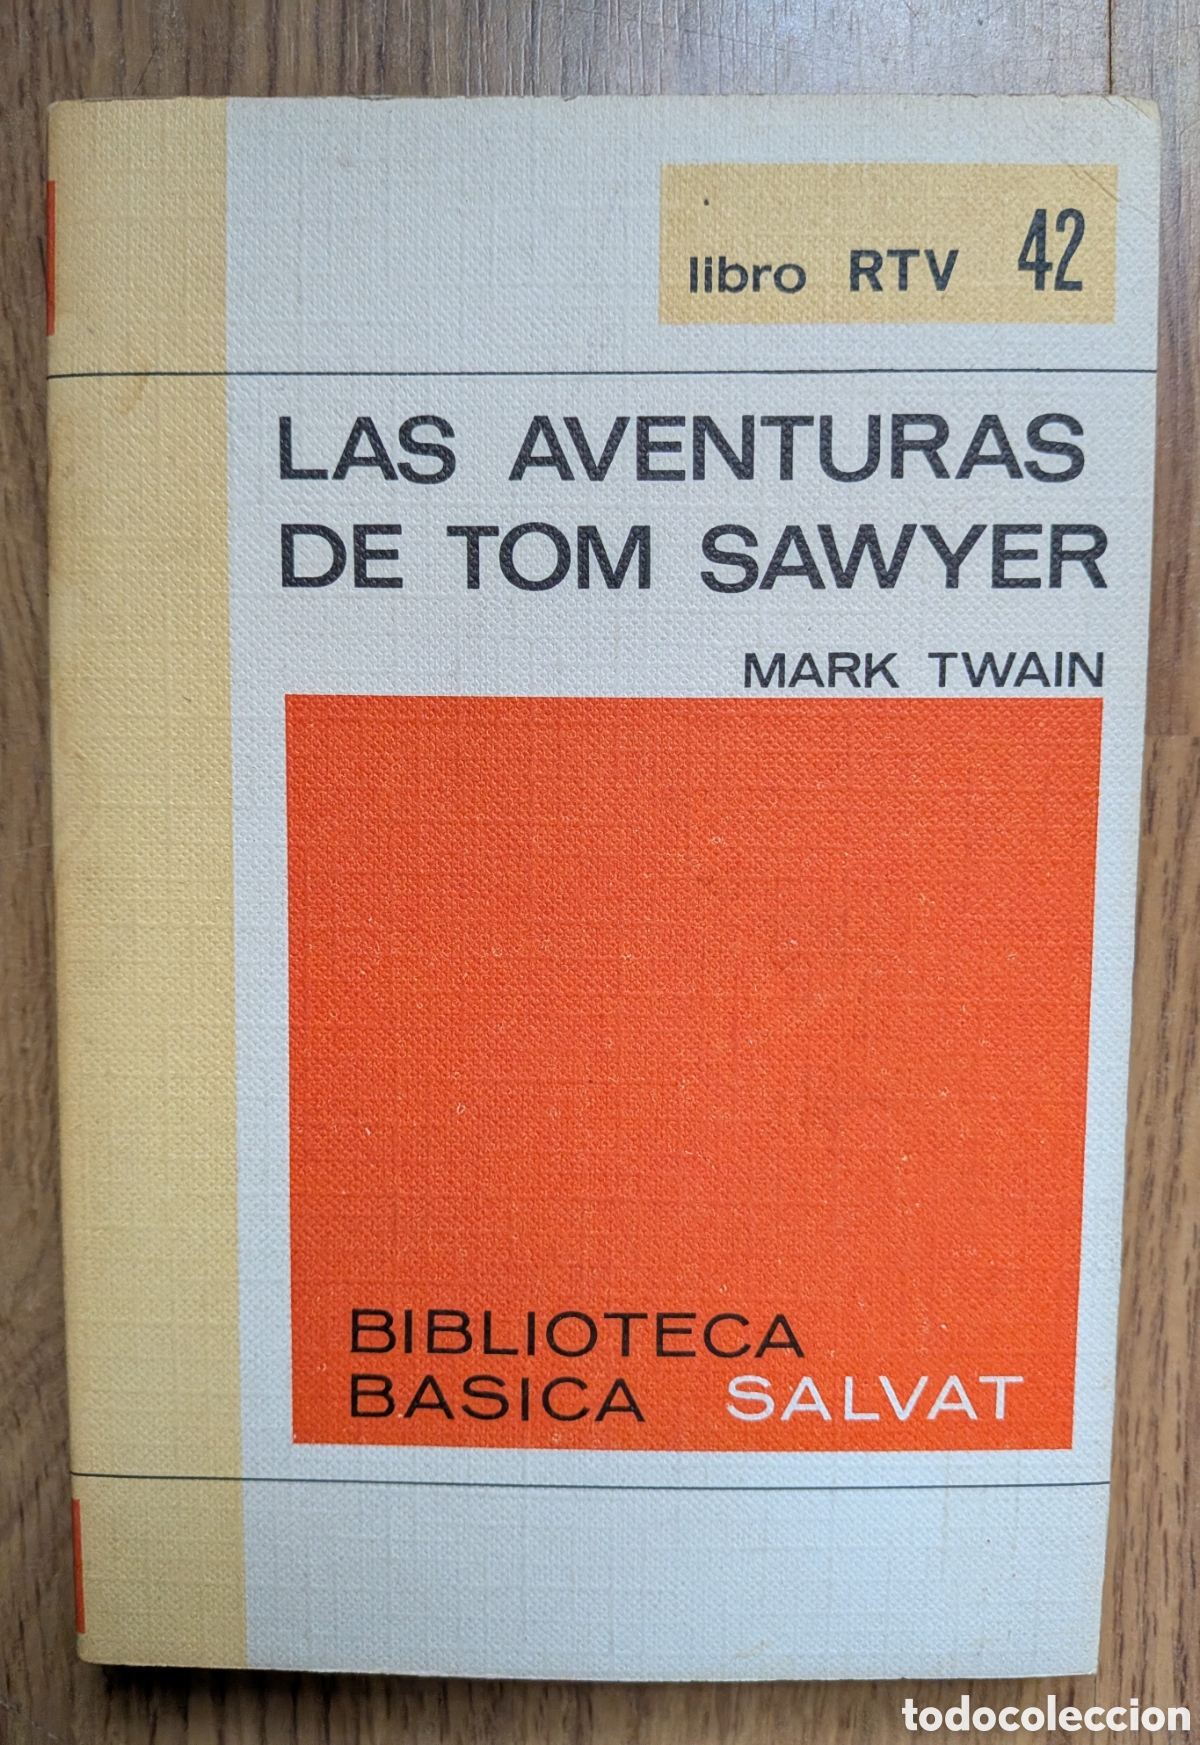 libro RTV 42
LAS AVENTURAS
DE TOM SAWYER
MARK TWAIN
BIBLIOTECA
BASICA SALVAT
todocoleccion